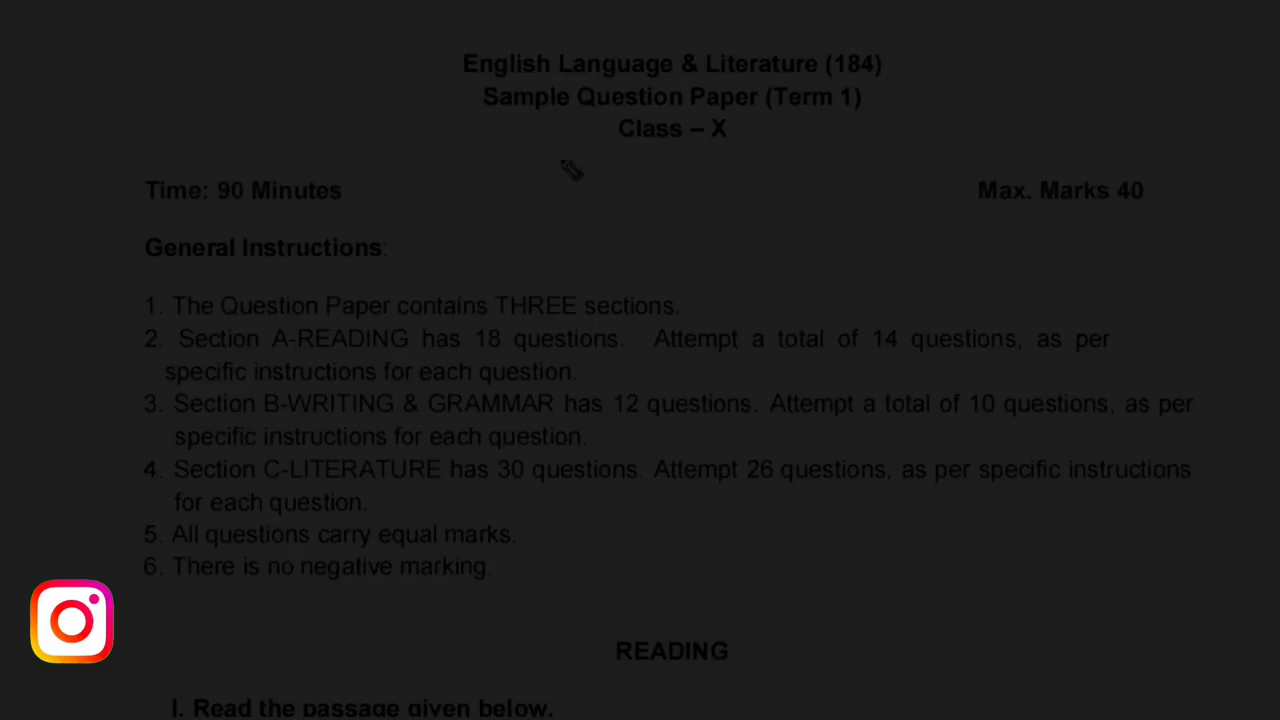 English Language & Literature (184)
Sample Question Paper (Term 1)
Class – X
Time: 90 Minutes Max. Marks 40
General Instructions:
1. The Question Paper contains THREE sections.
2. Section A-READING has 18 questions. Attempt a total of 14 questions, as per
specific instructions for each question.
3. Section B-WRITING & GRAMMAR has 12 questions. Attempt a total of 10 questions, as per
specific instructions for each question.
4. Section C-LITERATURE has 30 questions. Attempt 26 questions, as per specific instructions
for each question.
5. All questions carry equal marks.
6. There is no negative marking.
READING
I. Read the passage given below.